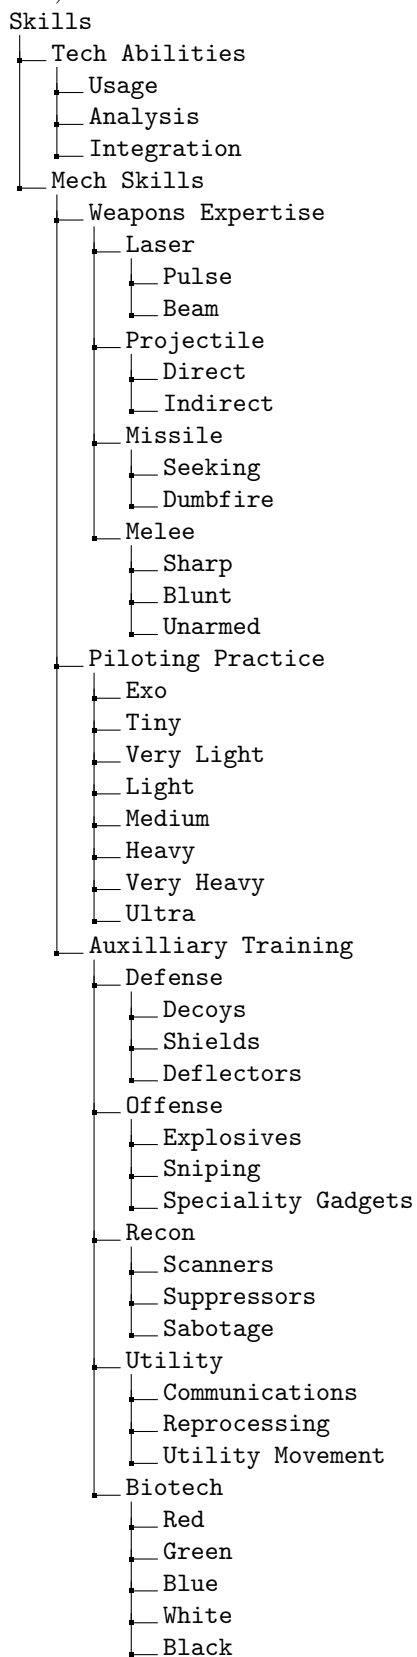 Skills
Tech Abilities
Usage
Analysis
Integration
Mech Skills
Weapons Expertise
Laser
Pulse
Beam
Projectile
Direct
Indirect
Missile
Seeking
Dumbfire
Melee
Sharp
Blunt
Unarmed
Piloting Practice
Exo
Tiny
Very Light
Light
Medium
Heavy
Very Heavy
Ultra
Auxilliary Training
Defense
Decoys
Shields
Deflectors
Offense
Explosives
Sniping
Speciality Gadgets
Recon
Scanners
Suppressors
Sabotage
Utility
Communications
Reprocessing
Utility Movement
Biotech
Red
Green
Blue
White
Black